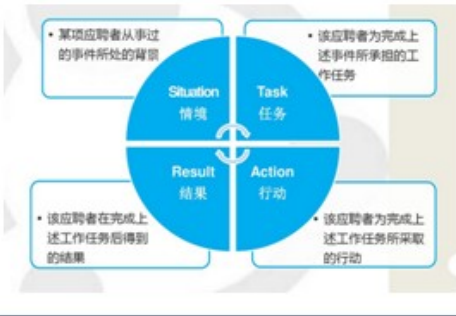 • 某项应聘者从事过
的事件所处的背景
• 该应聘者为完成上
述事件所承担的工
作任务
Situation
情境
Task
任务
Result
结果
Action
行动
• 该应聘者在完成上
述工作任务后得到
的结果
• 该应聘者为完成上
述工作任务所采取
的行动